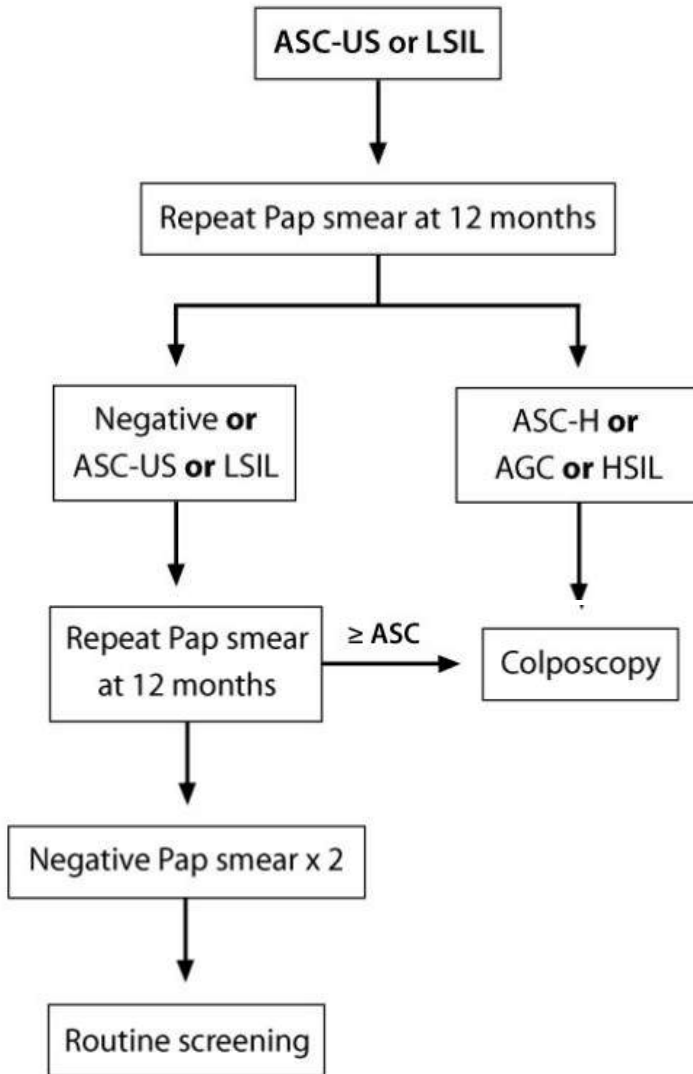 ASC-US or LSIL
Repeat Pap smear at 12 months
Negative or
ASC-US or LSIL
ASC-H or
AGC or HSIL
Repeat Pap smear
at 12 months
≥ ASC
Colposcopy
Negative Pap smear x 2
Routine screening